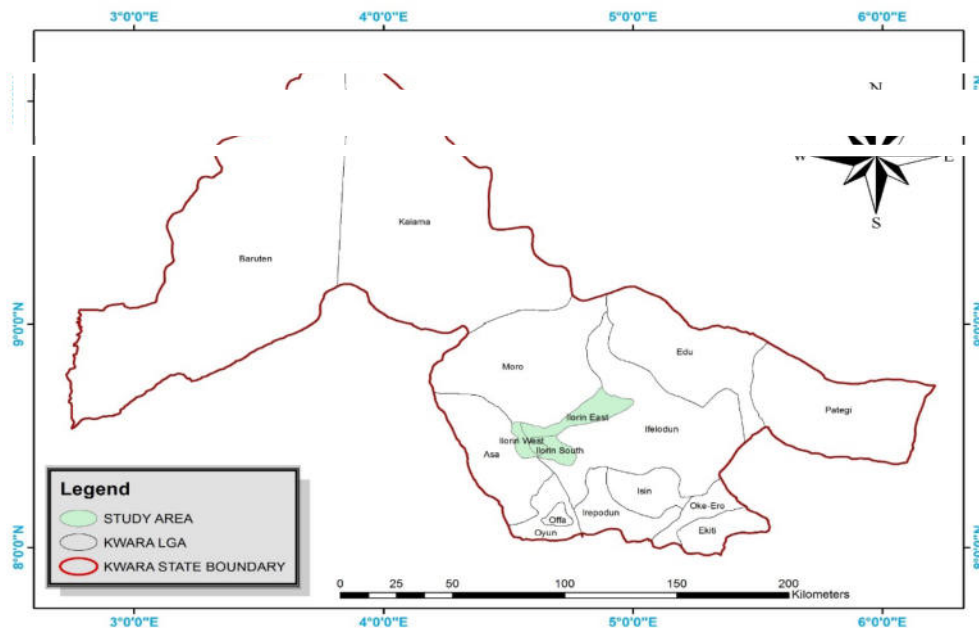 3°0'0"E 4°0'0"E 5°0'0"E 6°0'0"E
N
W E
S
Kaiama
Baruten
9°0'0"N 9°0'0"N
Edu
Moro
Pategi
Ilorin East
Ifelodun
Ilorin West
Ilorin South
Asa
Isin
Oke-Ero
Irepodun
Offa
Ekiti
Oyun
8°0'0"N 8°0'0"N
Legend
STUDY AREA
KWARA LGA
KWARA STATE BOUNDARY
0 25 50 100 150 200
Kilometers
3°0'0"E 4°0'0"E 5°0'0"E 6°0'0"E